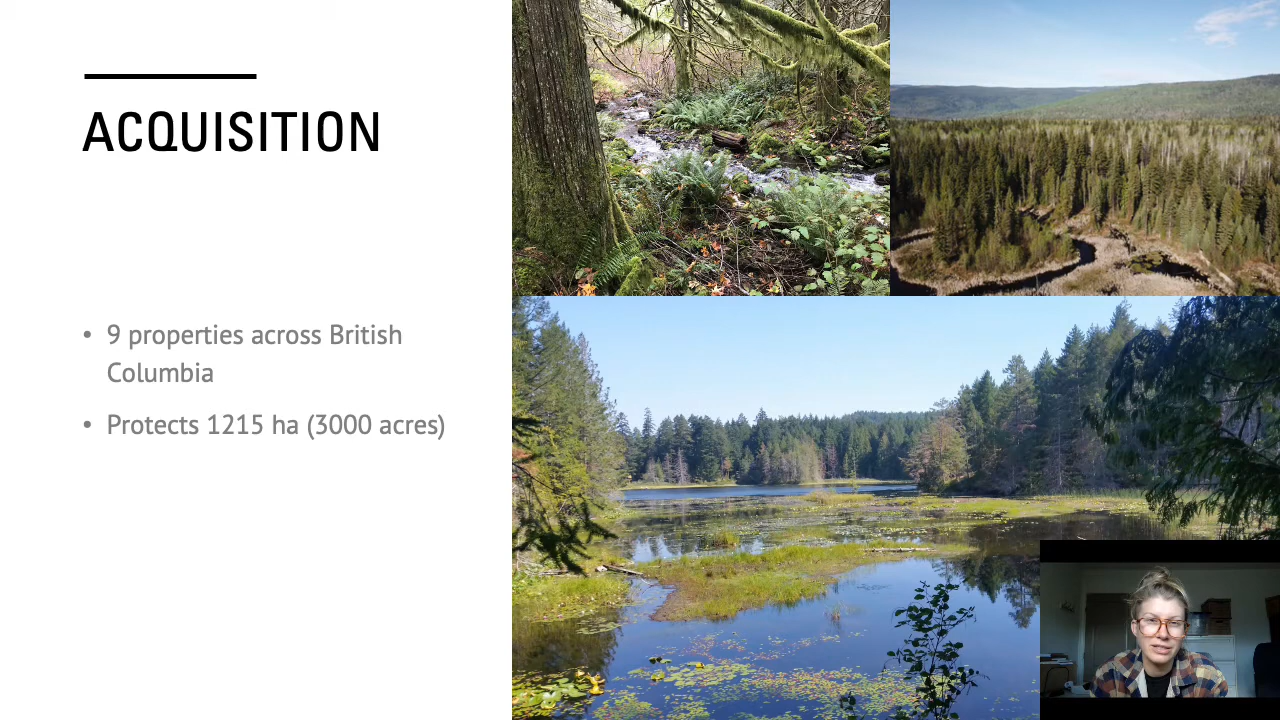 ACQUISITION
• 9 properties across British
Columbia
• Protects 1215 ha (3000 acres)